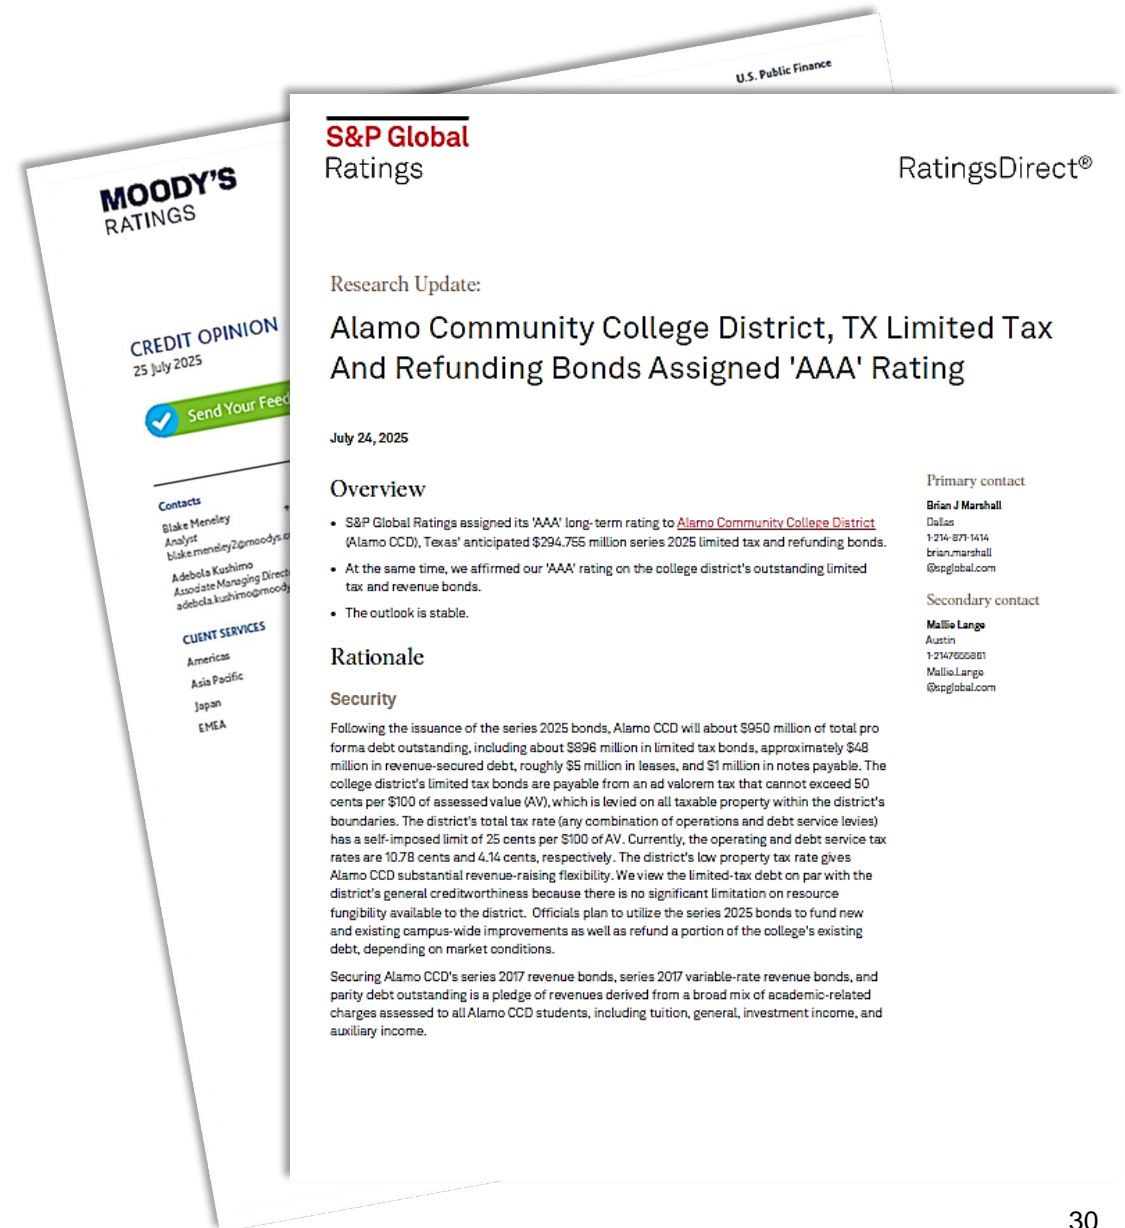 U.S. Public Finance
MOODY'S
RATINGS
CREDIT OPINION
25 July 2025
Send Your Feed
Contacts
Blake Meneley
Analyst
blake.meneley2@moodys.c
Adebola Kushimo
Associate Managing Direct
adebola.kushimo@moody
CLIENT SERVICES
Americas
Asia Pacific
Japan
EMEA
S&P Global
Ratings
RatingsDirect®
Research Update:
Alamo Community College District, TX Limited Tax
And Refunding Bonds Assigned 'AAA' Rating
July 24, 2025
Overview
• S&P Global Ratings assigned its 'AAA' long-term rating to Alamo Community College District
(Alamo CCD), Texas' anticipated $294.755 million series 2025 limited tax and refunding bonds.
• At the same time, we affirmed our 'AAA' rating on the college district's outstanding limited
tax and revenue bonds.
• The outlook is stable.
Rationale
Security
Following the issuance of the series 2025 bonds, Alamo CCD will about $950 million of total pro
forma debt outstanding, including about $896 million in limited tax bonds, approximately $48
million in revenue-secured debt, roughly $5 million in leases, and $1 million in notes payable. The
college district's limited tax bonds are payable from an ad valorem tax that cannot exceed 50
cents per $100 of assessed value (AV), which is levied on all taxable property within the district's
boundaries. The district's total tax rate (any combination of operations and debt service levies)
has a self-imposed limit of 25 cents per $100 of AV. Currently, the operating and debt service tax
rates are 10.78 cents and 4.14 cents, respectively. The district's low property tax rate gives
Alamo CCD substantial revenue-raising flexibility. We view the limited-tax debt on par with the
district's general creditworthiness because there is no significant limitation on resource
fungibility available to the district. Officials plan to utilize the series 2025 bonds to fund new
and existing campus-wide improvements as well as refund a portion of the college's existing
debt, depending on market conditions.
Securing Alamo CCD's series 2017 revenue bonds, series 2017 variable-rate revenue bonds, and
parity debt outstanding is a pledge of revenues derived from a broad mix of academic-related
charges assessed to all Alamo CCD students, including tuition, general, investment income, and
auxiliary income.
Primary contact
Brian J Marshall
Dallas
1-214-871-1414
brian.marshall
@spglobal.com
Secondary contact
Mallie Lange
Austin
1-2147655861
Mallie.Lange
@spglobal.com
30